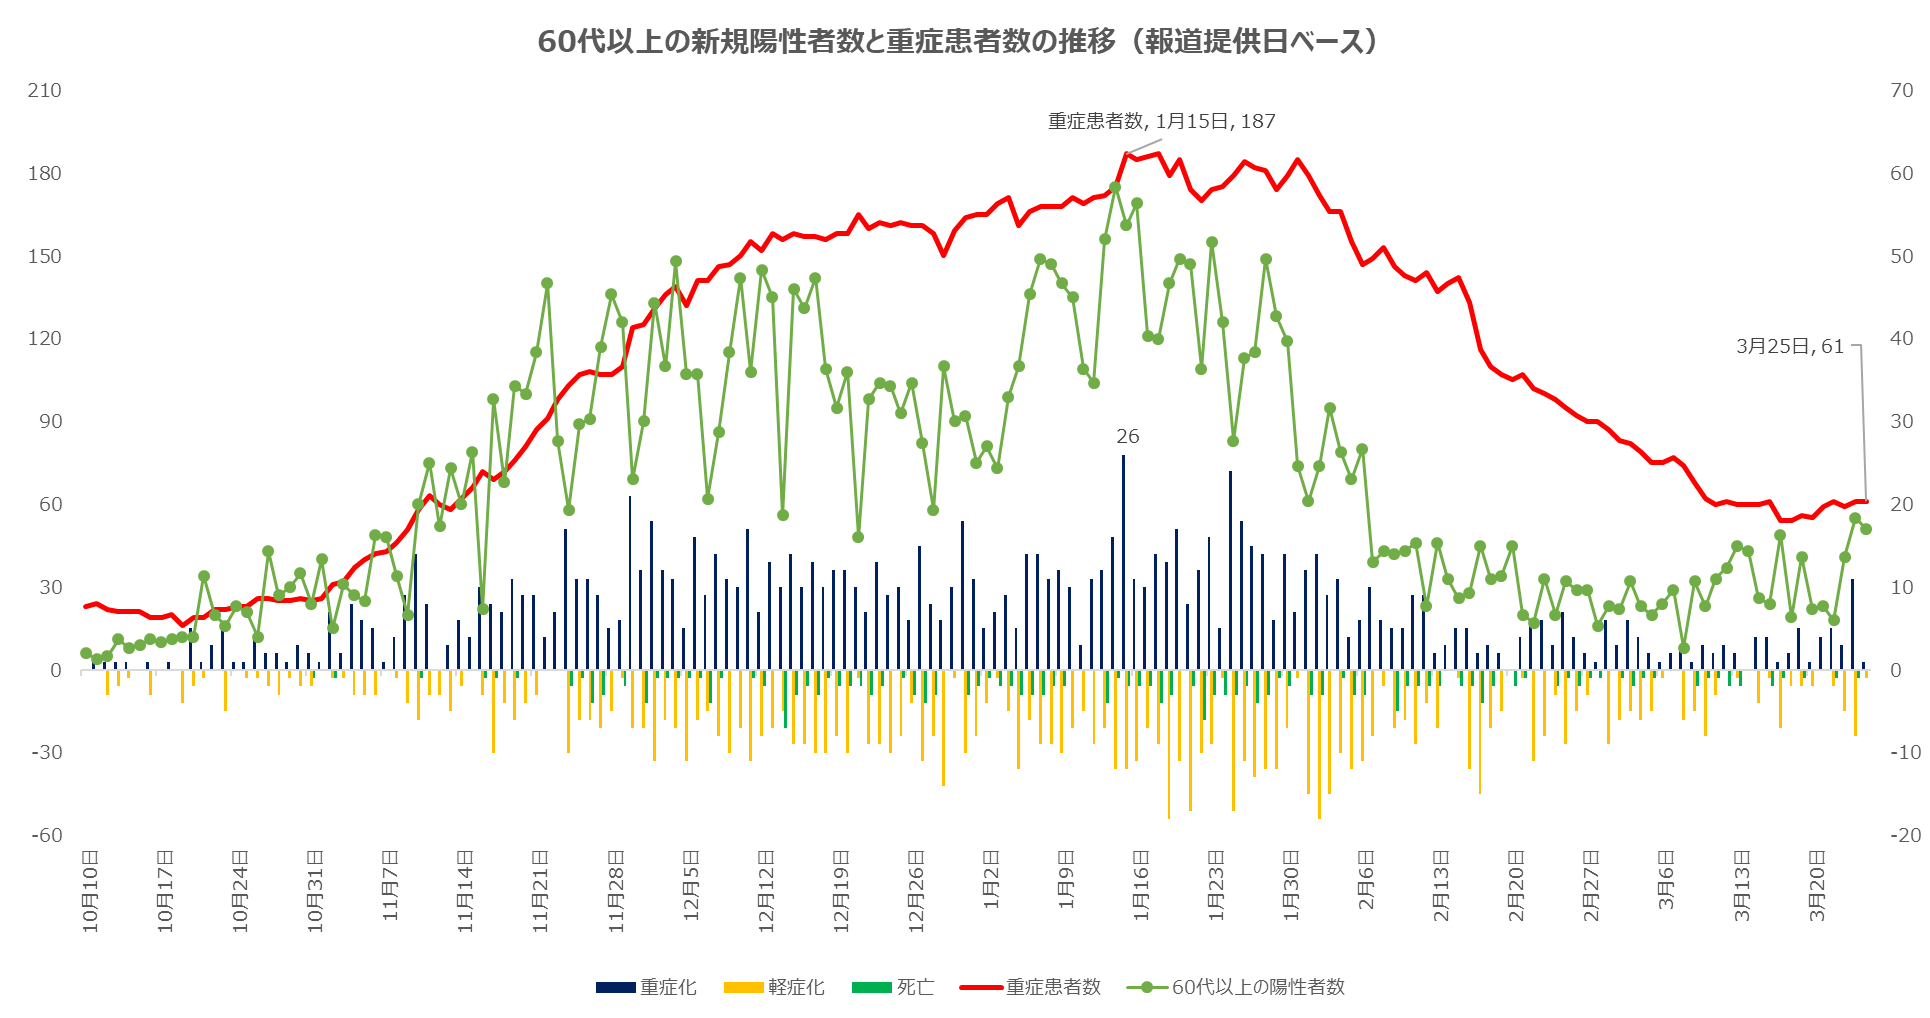 60代以上の新規陽性者数と重症患者数の推移（報道提供日ベース）
210
180
150
120
90
60
30
0
-30
-60
70
60
50
40
30
20
10
0
-10
-20
重症患者数, 1月15日, 187
3月25日, 61
26
10月10日
10月17日
10月24日
10月31日
11月7日
11月14日
11月21日
11月28日
12月5日
12月12日
12月19日
12月26日
1月2日
1月9日
1月16日
1月23日
1月30日
2月6日
2月13日
2月20日
2月27日
3月6日
3月13日
3月20日
重症化 軽症化 死亡 重症患者数 60代以上の陽性者数